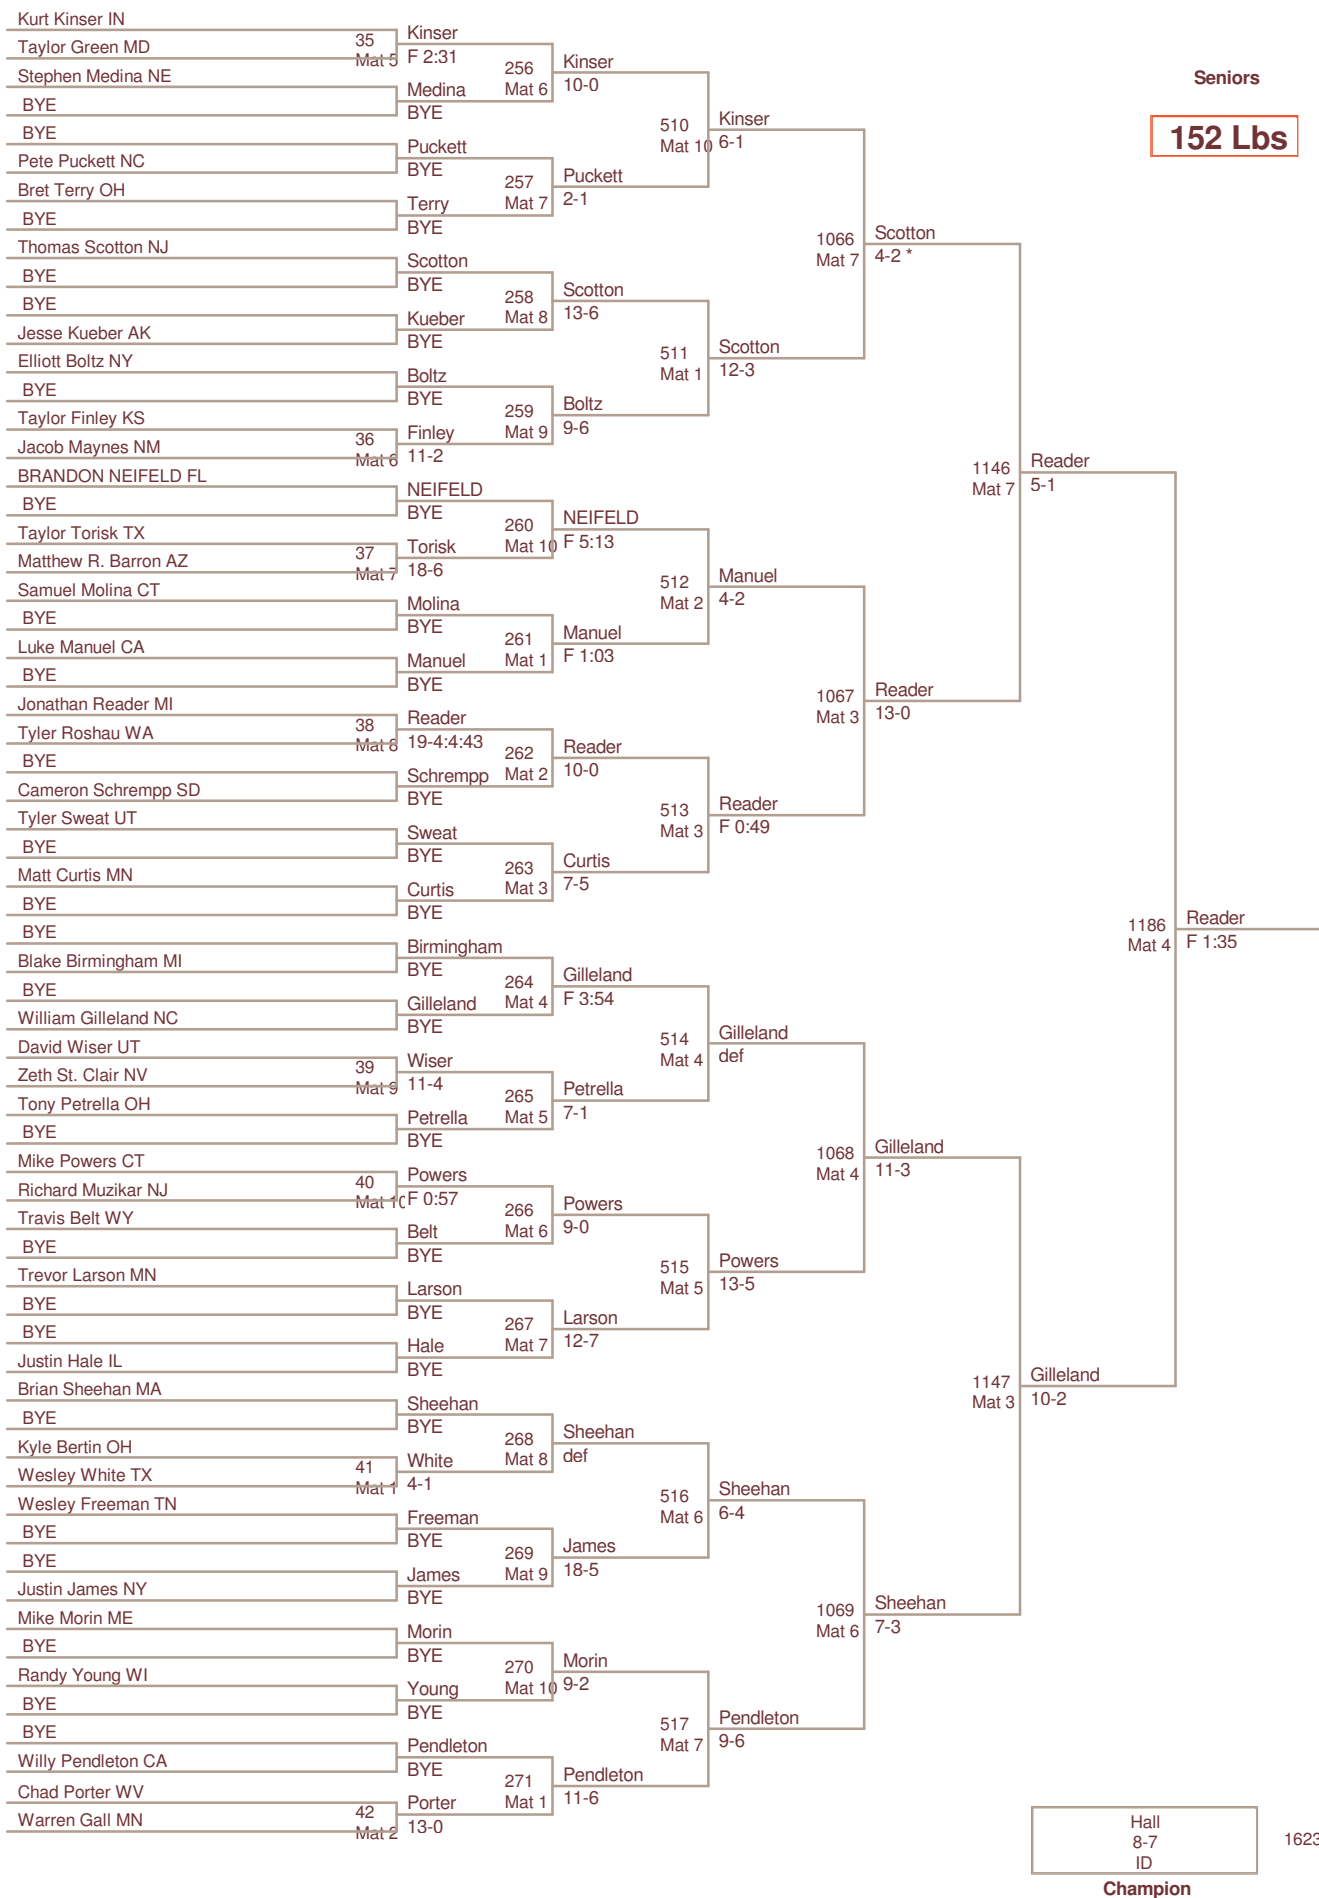 Seniors
152 Lbs
Kurt Kinser IN
Taylor Green MD
Stephen Medina NE
BYE
BYE
Pete Puckett NC
Bret Terry OH
BYE
Thomas Scotton NJ
BYE
BYE
Jesse Kueber AK
Elliott Boltz NY
BYE
Taylor Finley KS
Jacob Maynes NM
BRANDON NEIFELD FL
BYE
Taylor Torisk TX
Matthew R. Barron AZ
Samuel Molina CT
BYE
Luke Manuel CA
BYE
Jonathan Reader MI
Tyler Roshau WA
BYE
Cameron Schrempp SD
Tyler Sweat UT
BYE
Matt Curtis MN
BYE
BYE
Blake Birmingham MI
BYE
William Gilleland NC
David Wiser UT
Zeth St. Clair NV
Tony Petrella OH
BYE
Mike Powers CT
Richard Muzikar NJ
Travis Belt WY
BYE
Trevor Larson MN
BYE
BYE
Justin Hale IL
Brian Sheehan MA
BYE
Kyle Bertin OH
Wesley White TX
Wesley Freeman TN
BYE
BYE
Justin James NY
Mike Morin ME
BYE
Randy Young WI
BYE
BYE
Willy Pendleton CA
Chad Porter WV
Warren Gall MN
35
Mat 5
Kinser
F 2:31
Medina
BYE
Puckett
BYE
Terry
BYE
Scotton
BYE
Kueber
BYE
Boltz
BYE
36
Mat 6
Finley
11-2
NEIFELD
BYE
37
Mat 7
Torisk
18-6
Molina
BYE
Manuel
BYE
38
Mat 8
Reader
19-4:4:43
Schrempp
BYE
Sweat
BYE
Curtis
BYE
Birmingham
BYE
Gilleland
BYE
39
Mat 9
Wiser
11-4
Petrella
BYE
40
Mat 10
Powers
F 0:57
Belt
BYE
Larson
BYE
Hale
BYE
Sheehan
BYE
41
Mat 1
White
4-1
Freeman
BYE
James
BYE
Morin
BYE
Young
BYE
Pendleton
BYE
42
Mat 2
Porter
13-0
256
Mat 6
Kinser
10-0
257
Mat 7
Puckett
2-1
258
Mat 8
Scotton
13-6
259
Mat 9
Boltz
9-6
260
Mat 10
NEIFELD
F 5:13
261
Mat 1
Manuel
F 1:03
262
Mat 2
Reader
10-0
263
Mat 3
Curtis
7-5
264
Mat 4
Gilleland
F 3:54
265
Mat 5
Petrella
7-1
266
Mat 6
Powers
9-0
267
Mat 7
Larson
12-7
268
Mat 8
Sheehan
def
269
Mat 9
James
18-5
270
Mat 10
Morin
9-2
271
Mat 1
Pendleton
11-6
510
Mat 10
Kinser
6-1
511
Mat 1
Scotton
12-3
512
Mat 2
Manuel
4-2
513
Mat 3
Reader
F 0:49
514
Mat 4
Gilleland
def
515
Mat 5
Powers
13-5
516
Mat 6
Sheehan
6-4
517
Mat 7
Pendleton
9-6
1066
Mat 7
Scotton
4-2 *
1067
Mat 3
Reader
13-0
1068
Mat 4
Gilleland
11-3
1069
Mat 6
Sheehan
7-3
1146
Mat 7
Reader
5-1
1147
Mat 3
Gilleland
10-2
1186
Mat 4
Reader
F 1:35
Hall
8-7
ID
Champion
1623